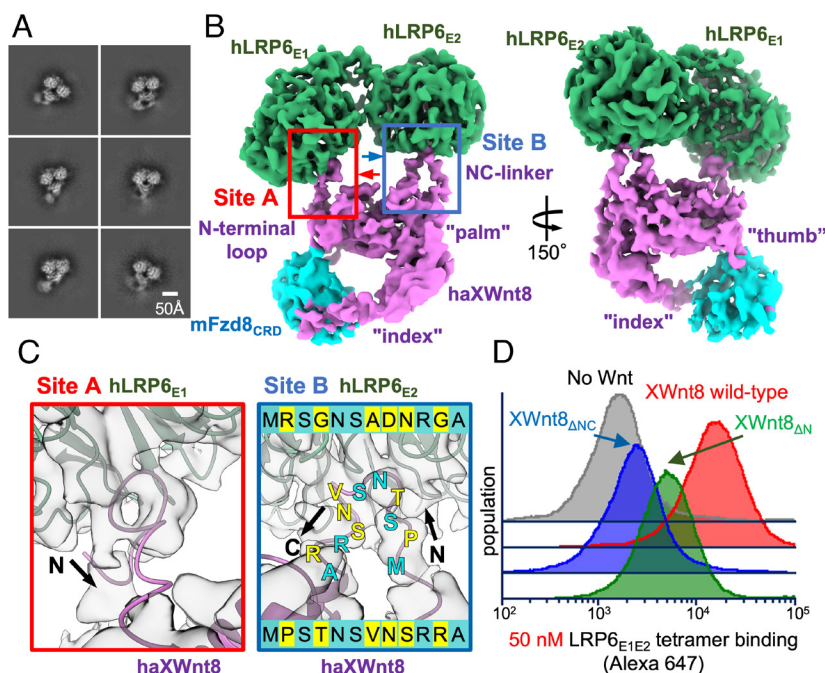 A
50Å
B
hLRP6E1
hLRP6E2
Site A
Site B
NC-linker
N-terminal
loop
"palm"
haXWnt8
mFzd8CRD
"index"
150°
hLRP6E2
hLRP6E1
"thumb"
"index"
C
Site A hLRP6E1
N
haXWnt8
Site B hLRP6E2
MRSGNSADNRGA
V S N T
N S S
C R R P N
A M
MPSTNSVNSRRA
haXWnt8
D
No Wnt
XWnt8 wild-type
XWnt8ΔNC
XWnt8ΔN
population
10² 10³ 10⁴ 10⁵
50 nM LRP6E1E2 tetramer binding
(Alexa 647)